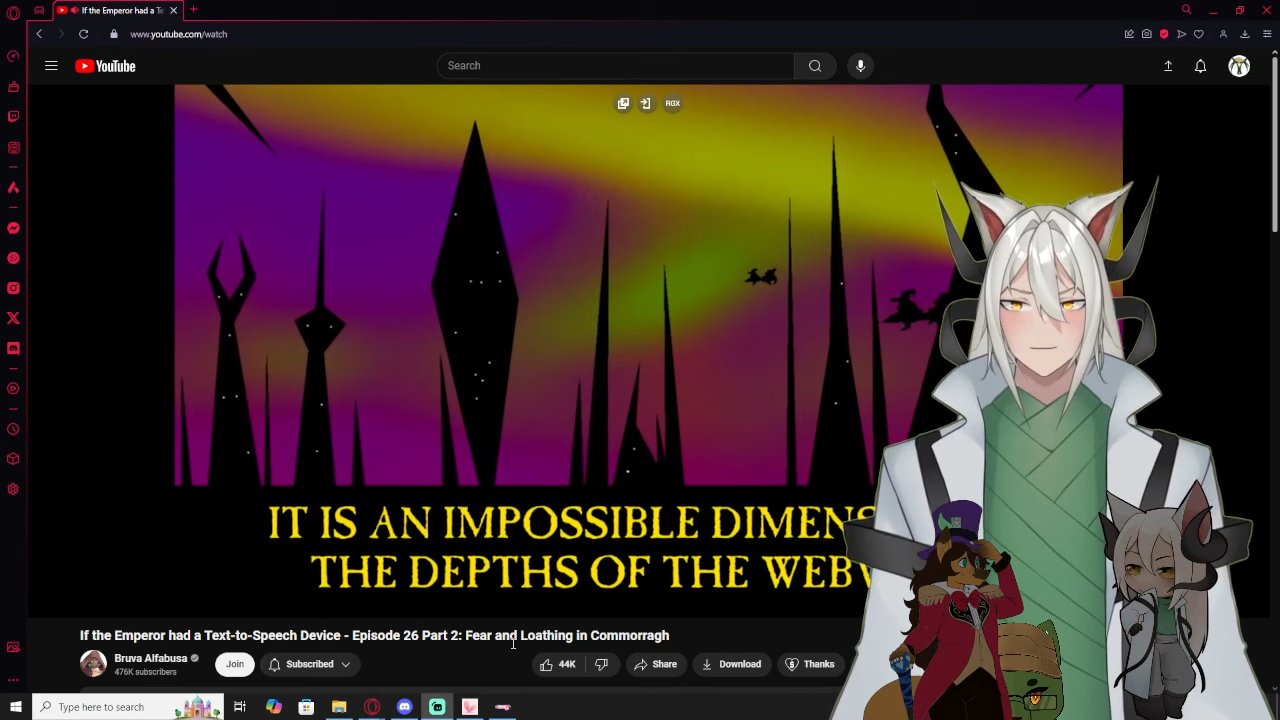 If the Emperor had a Te
www.youtube.com/watch
YouTube
Search
RGX
IT IS AN IMPOSSIBLE
THE DEPTHS OF THE
If the Emperor had a Text-to-Speech Device - Episode 26 Part 2: Fear and Loathing in Commorragh
Bruva Alfabusa
476K subscribers
Join
Subscribed
44K
Share
Download
Thanks
Type here to search